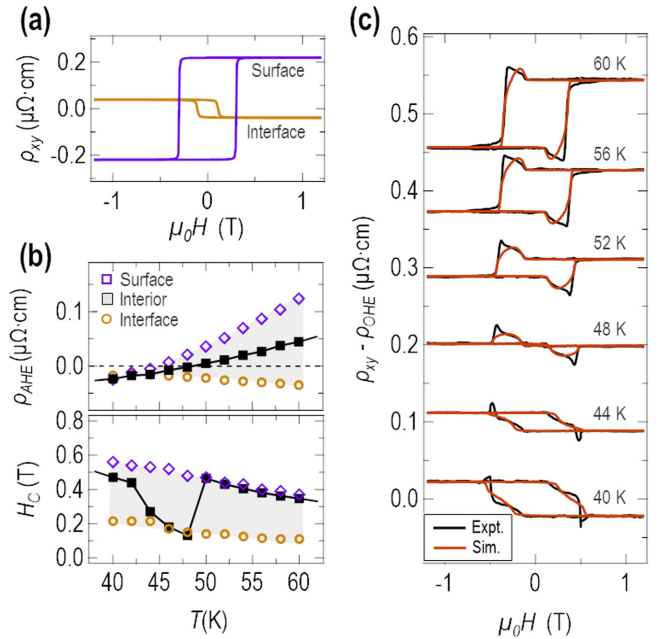 (a)
0.2
0.0
-0.2
ρxy (μΩ·cm)
Surface
Interface
-1
0
1
μ0H (T)
(b)
0.1
0.0
ρAHE (μΩ·cm)
Surface
Interior
Interface
0.6
0.4
0.2
0.0
HC (T)
40
45
50
55
60
T(K)
(c)
0.6
0.5
0.4
0.3
0.2
0.1
0.0
ρxy - ρOHE (μΩ·cm)
60 K
56 K
52 K
48 K
44 K
40 K
Expt.
Sim.
-1
0
1
μ0H (T)